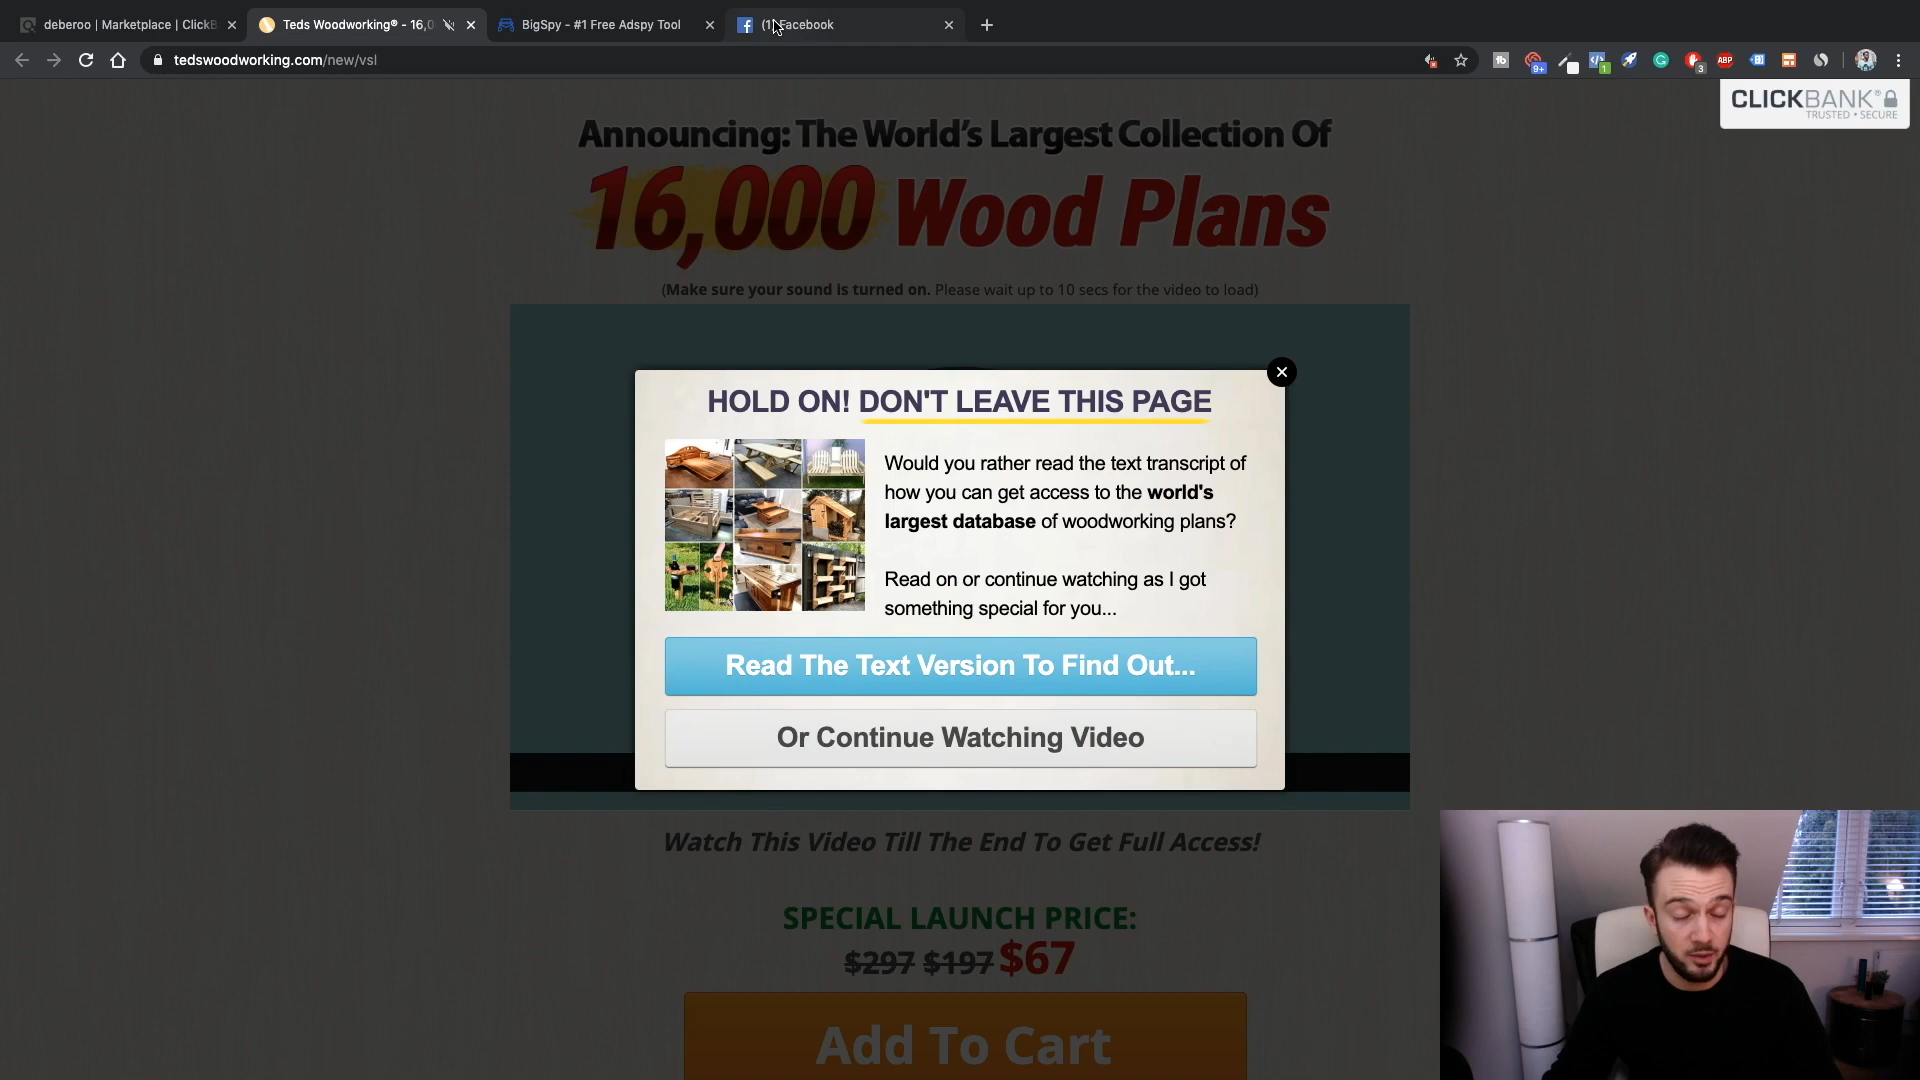 deberoo | Marketplace | ClickB
Teds Woodworking® - 16,0
BigSpy - #1 Free Adspy Tool
(1) Facebook
tedswoodworking.com/new/vsl
9+
1
3
ABP
CLICKBANK®
TRUSTED • SECURE
Announcing: The World's Largest Collection Of
16,000 Wood Plans
(Make sure your sound is turned on. Please wait up to 10 secs for the video to load)
HOLD ON! DON'T LEAVE THIS PAGE
Would you rather read the text transcript of
how you can get access to the world's
largest database of woodworking plans?
Read on or continue watching as I got
something special for you...
Read The Text Version To Find Out...
Or Continue Watching Video
Watch This Video Till The End To Get Full Access!
SPECIAL LAUNCH PRICE:
$297 $197 $67
Add To Cart